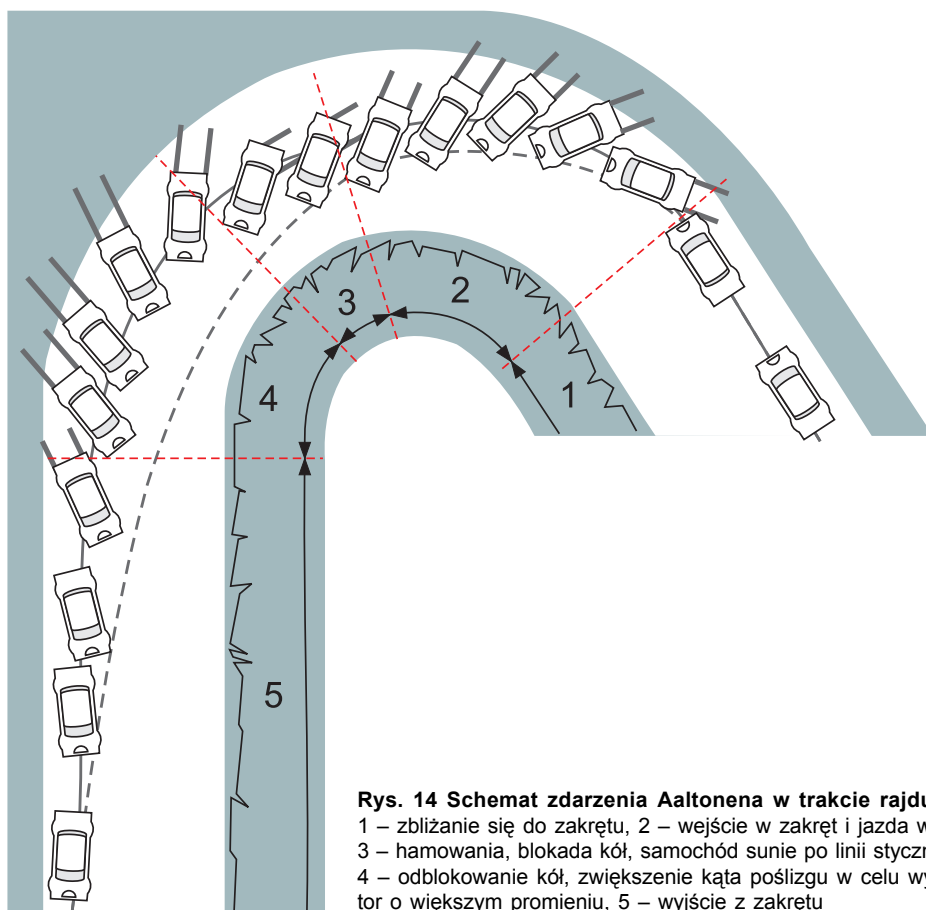 3
2
4
1
5
Rys. 14 Schemat zdarzenia Aaltonena w trakcie rajdu
1 – zbliżanie się do zakrętu, 2 – wejście w zakręt i jazda w
3 – hamowania, blokada kół, samochód sunie po linii
4 – odblokowanie kół, zwiększenie kąta poślizgu w celu
tor o większym promieniu, 5 – wyjście z zakrętu